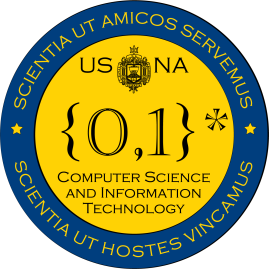 SCIENTIA UT AMICOS SERVEMUS
US NA
{0,1}*
COMPUTER SCIENCE
AND INFORMATION
TECHNOLOGY
SCIENTIA UT HOSTES VINCAMUS